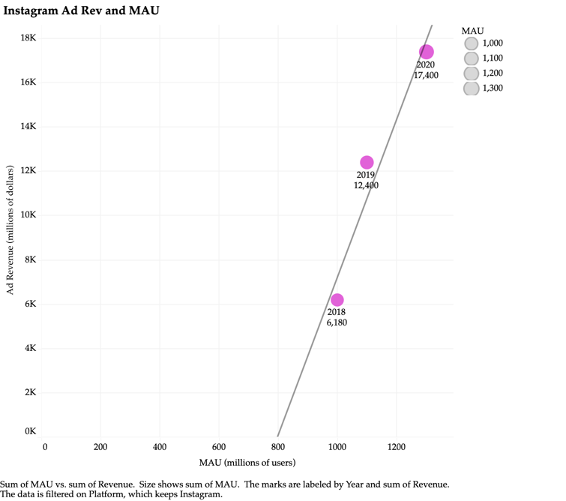 Instagram Ad Rev and MAU
MAU
1,000
1,100
1,200
1,300
18K
16K
14K
12K
10K
8K
6K
4K
2K
0K
Ad Revenue (millions of dollars)
2020
17,400
2019
12,400
2018
6,180
0
200
400
600
800
1000
1200
MAU (millions of users)
Sum of MAU vs. sum of Revenue. Size shows sum of MAU. The marks are labeled by Year and sum of Revenue.
The data is filtered on Platform, which keeps Instagram.